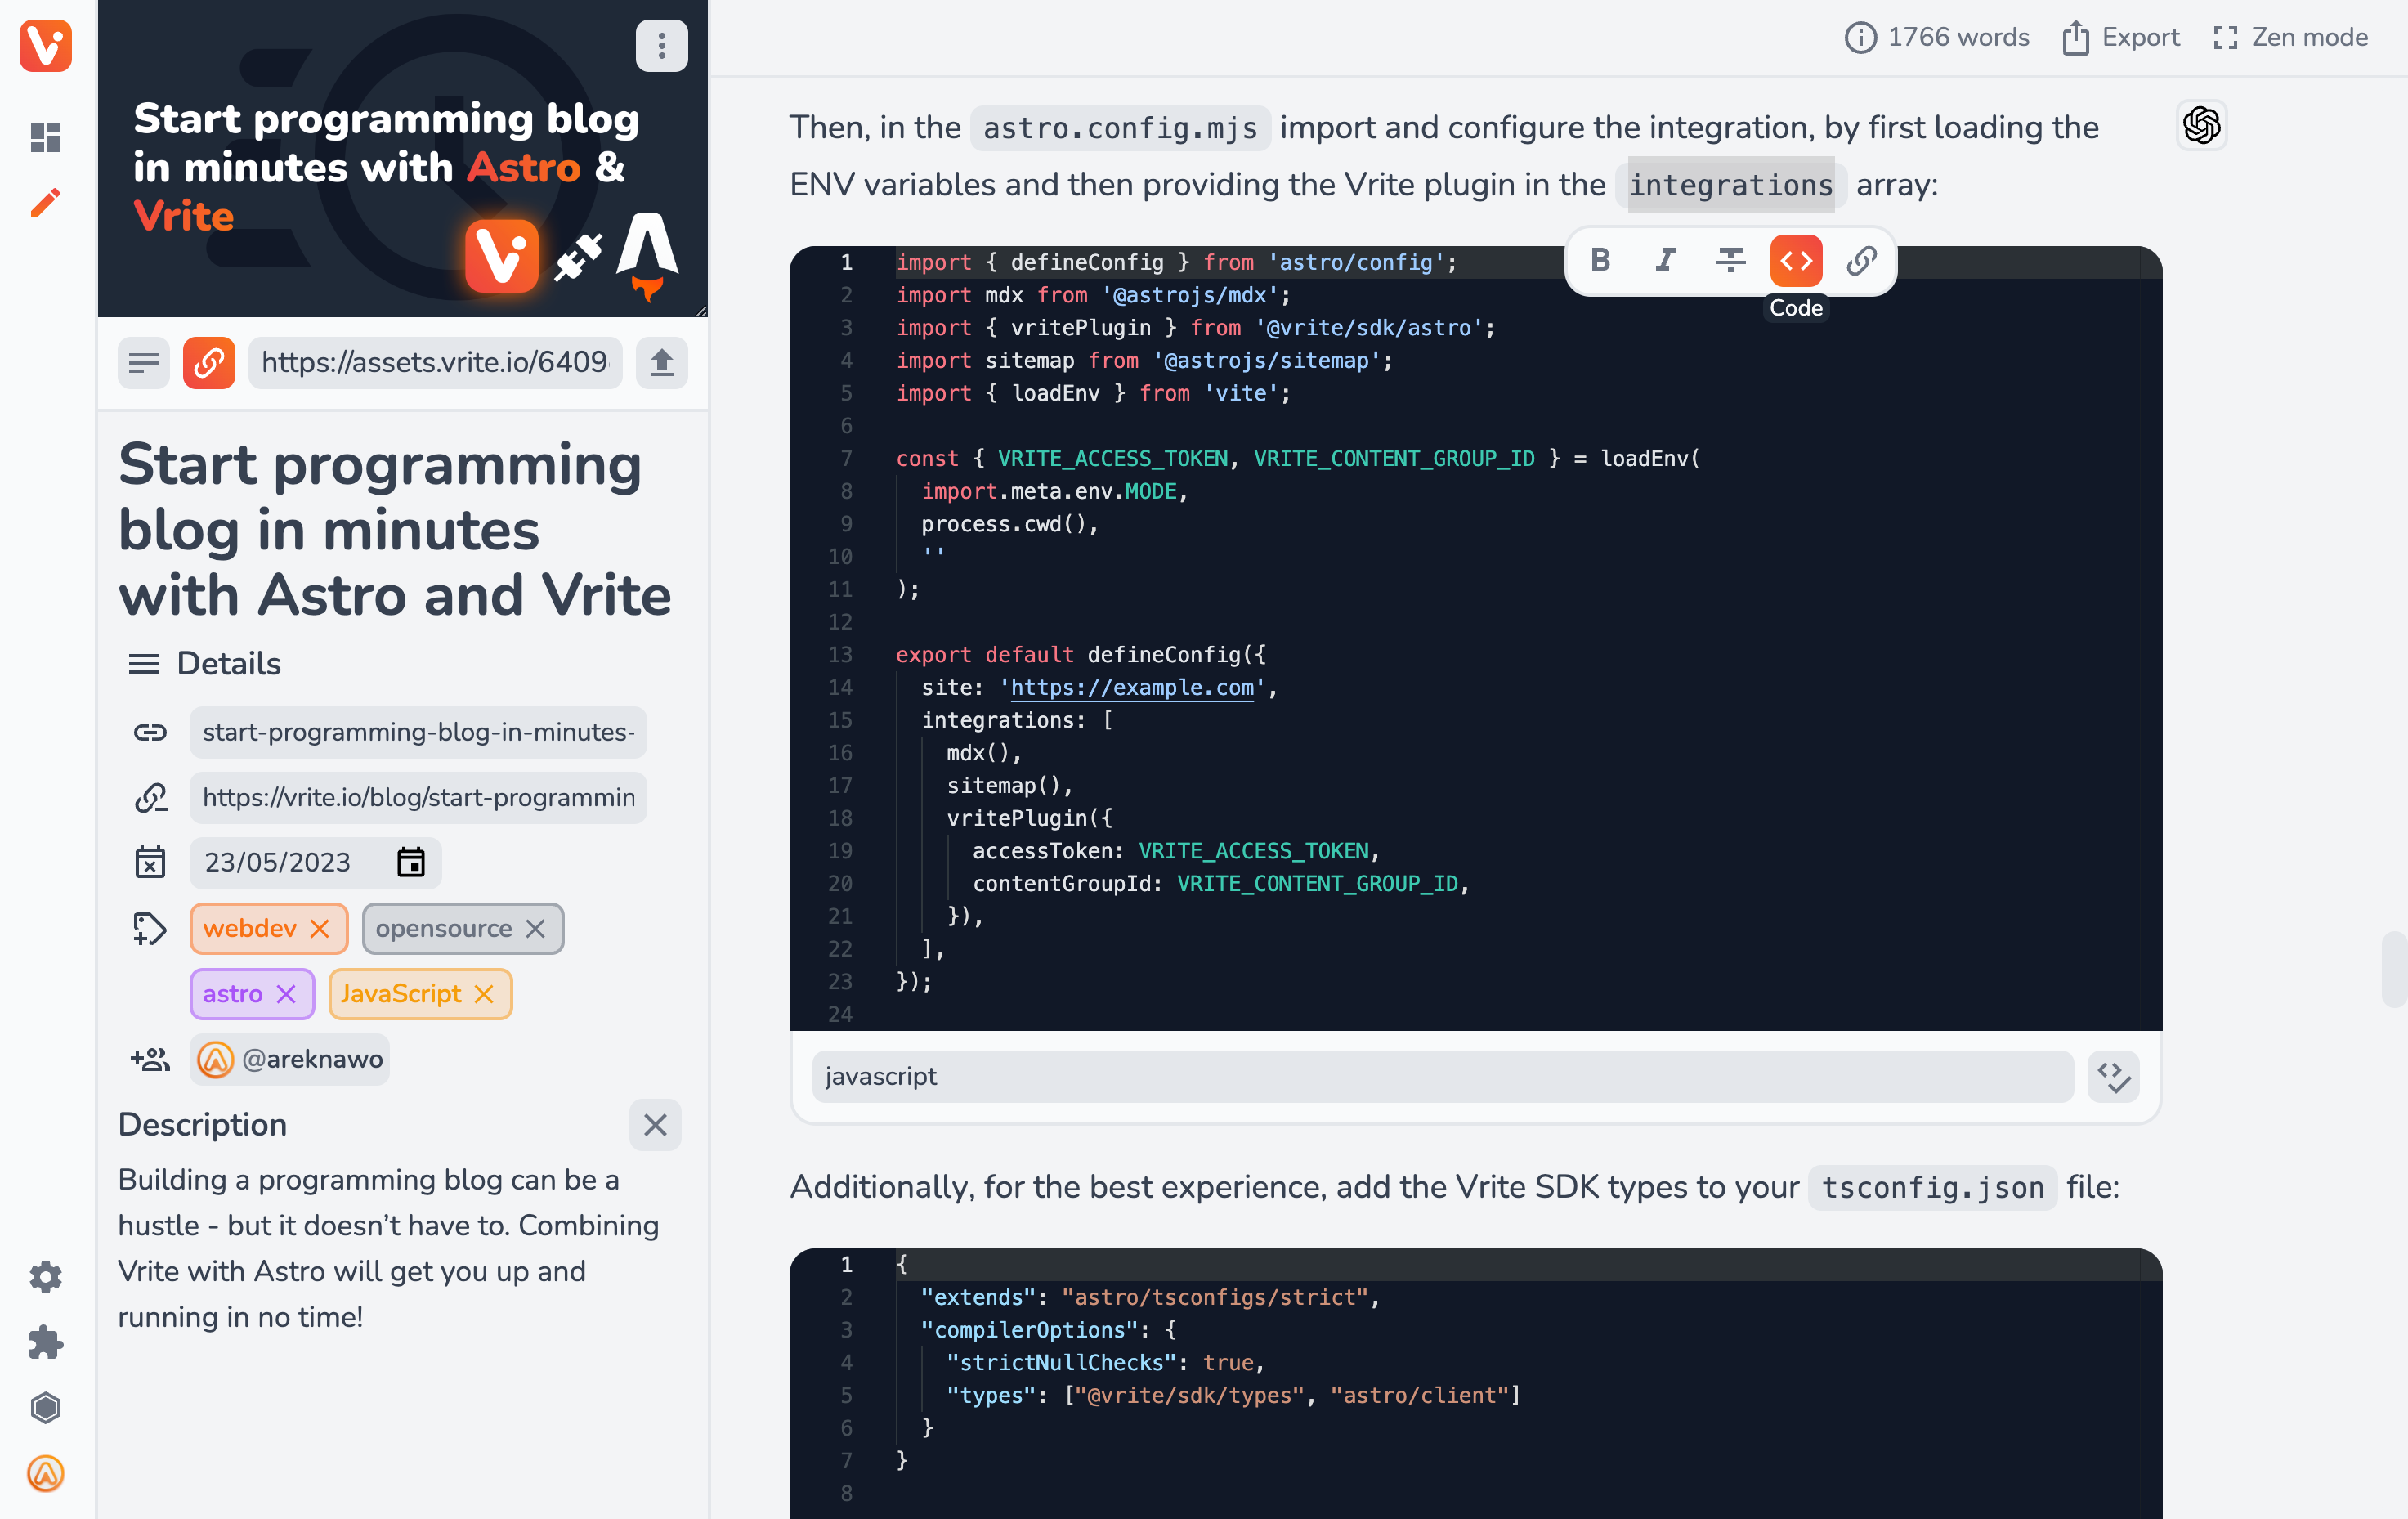 Start programming blog
in minutes with Astro &
Vrite
https://assets.vrite.io/6409
Start programming
blog in minutes
with Astro and Vrite
Details
start-programming-blog-in-minutes-
https://vrite.io/blog/start-programmin
23/05/2023
webdev
opensource
astro
JavaScript
@areknawo
Description
Building a programming blog can be a
hustle - but it doesn’t have to. Combining
Vrite with Astro will get you up and
running in no time!
1766 words
Export
Zen mode
Then, in the astro.config.mjs import and configure the integration, by first loading the
ENV variables and then providing the Vrite plugin in the integrations array:
B I
Code
1 import { defineConfig } from 'astro/config';
2 import mdx from '@astrojs/mdx';
3 import { vritePlugin } from '@vrite/sdk/astro';
4 import sitemap from '@astrojs/sitemap';
5 import { loadEnv } from 'vite';
6
7 const { VRITE_ACCESS_TOKEN, VRITE_CONTENT_GROUP_ID } = loadEnv(
8 import.meta.env.MODE,
9 process.cwd(),
10 ''
11 );
12
13 export default defineConfig({
14 site: 'https://example.com',
15 integrations: [
16 mdx(),
17 sitemap(),
18 vritePlugin({
19 accessToken: VRITE_ACCESS_TOKEN,
20 contentGroupId: VRITE_CONTENT_GROUP_ID,
21 }),
22 ],
23 });
24
javascript
Additionally, for the best experience, add the Vrite SDK types to your tsconfig.json file:
1 {
2 "extends": "astro/tsconfigs/strict",
3 "compilerOptions": {
4 "strictNullChecks": true,
5 "types": ["@vrite/sdk/types", "astro/client"]
6 }
7 }
8